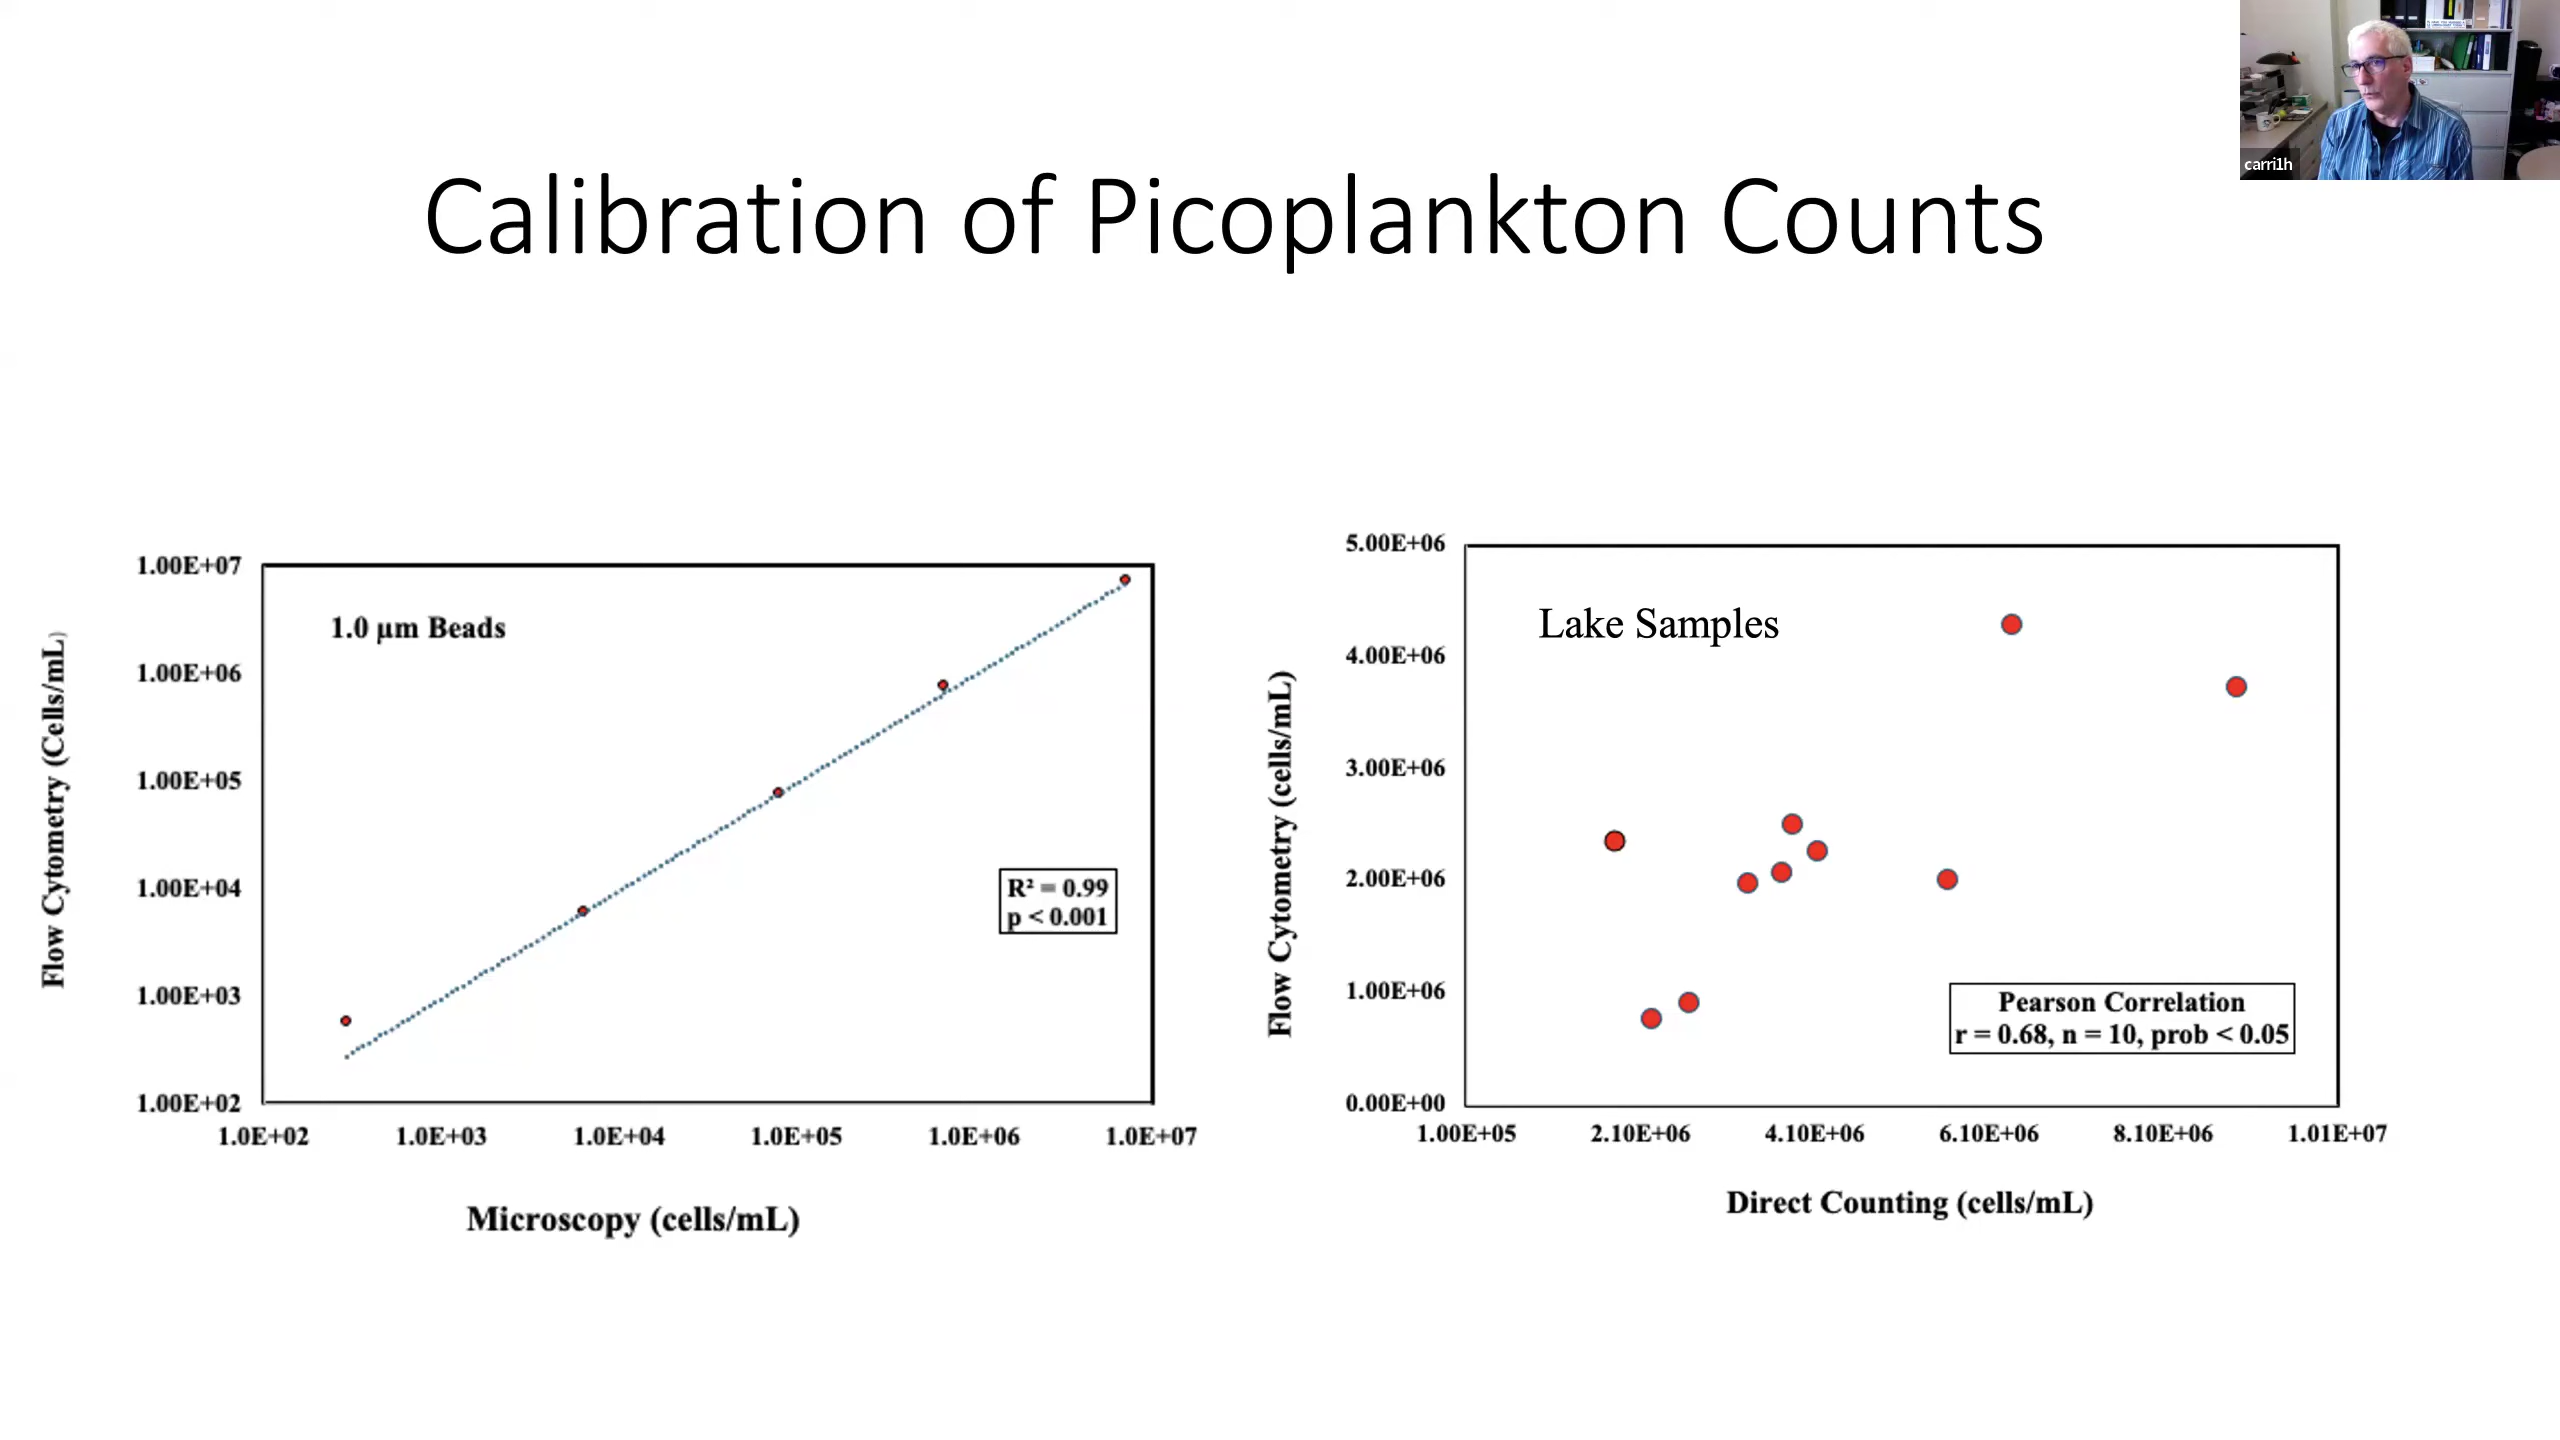 carri1h
Calibration of Picoplankton Counts
Flow Cytometry (Cells/mL)
1.00E+07
1.00E+06
1.00E+05
1.00E+04
1.00E+03
1.00E+02
1.0 µm Beads
R² = 0.99
p < 0.001
1.0E+02 1.0E+03 1.0E+04 1.0E+05 1.0E+06 1.0E+07
Microscopy (cells/mL)
Flow Cytometry (cells/mL)
5.00E+06
4.00E+06
3.00E+06
2.00E+06
1.00E+06
0.00E+00
Lake Samples
Pearson Correlation
r = 0.68, n = 10, prob < 0.05
1.00E+05 2.10E+06 4.10E+06 6.10E+06 8.10E+06 1.01E+07
Direct Counting (cells/mL)